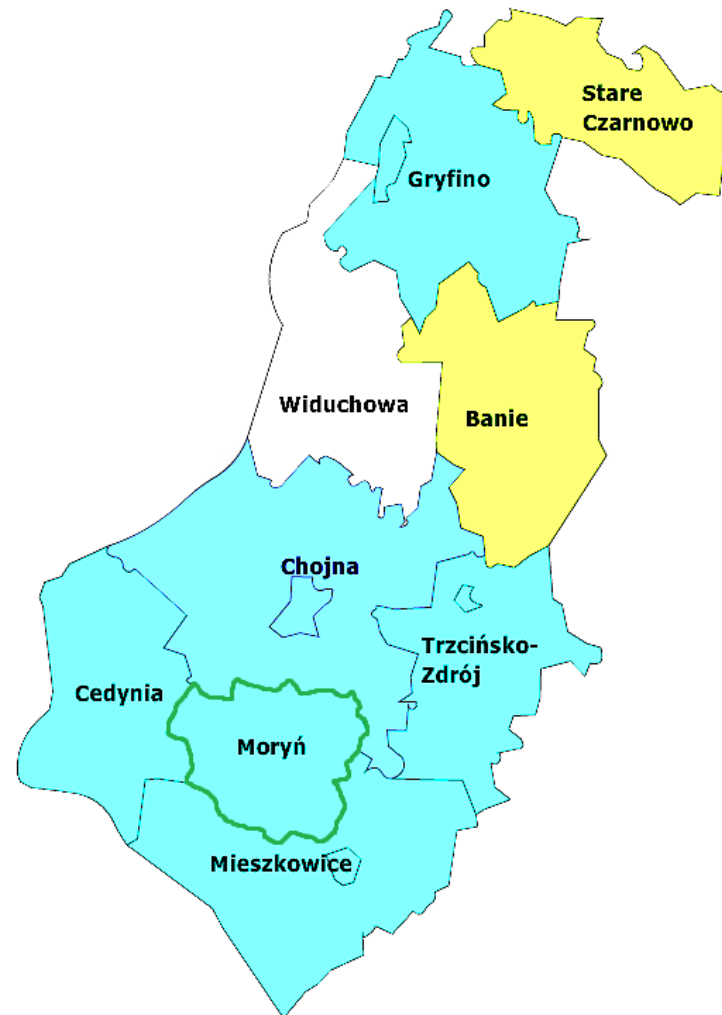 Stare
Czarnowo
Gryfino
Widuchowa
Banie
Chojna
Trzcińsko-
Zdrój
Cedynia
Moryń
Mieszkowice